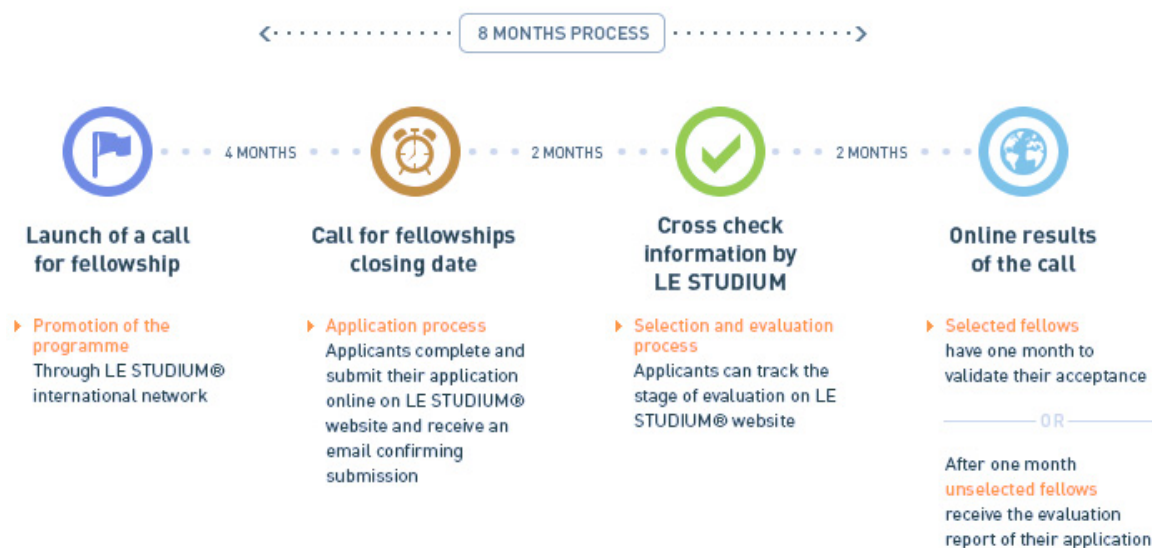 8 MONTHS PROCESS
4 MONTHS
2 MONTHS
2 MONTHS
Launch of a call
for fellowship
Promotion of the
programme
Through LE STUDIUM®
international network
Call for fellowships
closing date
Application process
Applicants complete and
submit their application
online on LE STUDIUM®
website and receive an
email confirming
submission
Cross check
information by
LE STUDIUM
Selection and evaluation
process
Applicants can track the
stage of evaluation on LE
STUDIUM® website
Online results
of the call
Selected fellows
have one month to
validate their acceptance
OR
After one month
unselected fellows
receive the evaluation
report of their application